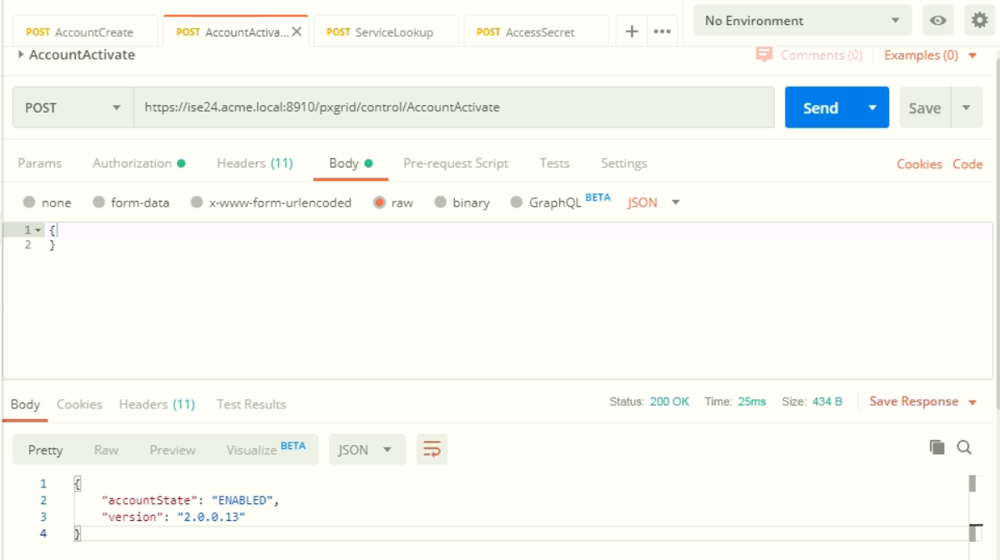 POST AccountCreate POST AccountActiva... POST ServiceLookup POST AccessSecret No Environment
AccountActivate Comments (0) Examples (0)
POST https://ise24.acme.local:8910/pxgrid/control/AccountActivate Send Save
Params Authorization Headers (11) Body Pre-request Script Tests Settings Cookies Code
none form-data x-www-form-urlencoded raw binary GraphQL BETA JSON
1 {
2 }
Body Cookies Headers (11) Test Results Status: 200 OK Time: 25ms Size: 434 B Save Response
Pretty Raw Preview Visualize BETA JSON
1 {
2 "accountState": "ENABLED",
3 "version": "2.0.0.13"
4 }